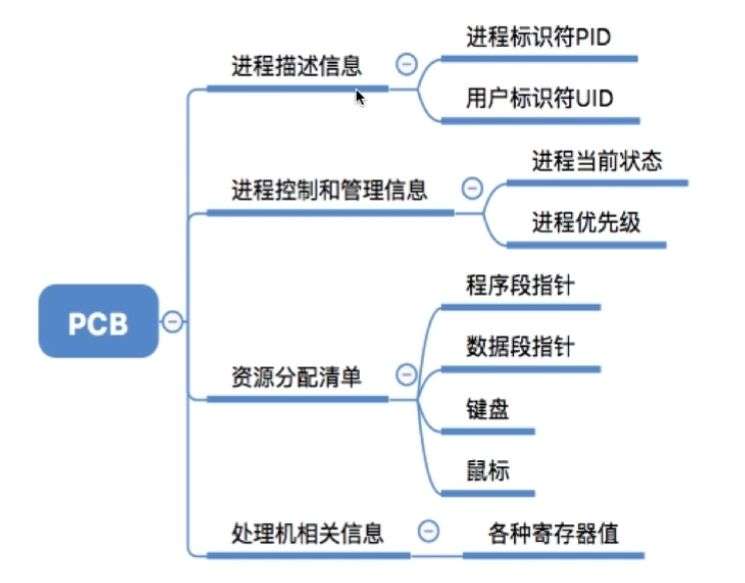 PCB
进程描述信息
进程标识符PID
用户标识符UID
进程控制和管理信息
进程当前状态
进程优先级
资源分配清单
程序段指针
数据段指针
键盘
鼠标
处理机相关信息
各种寄存器值